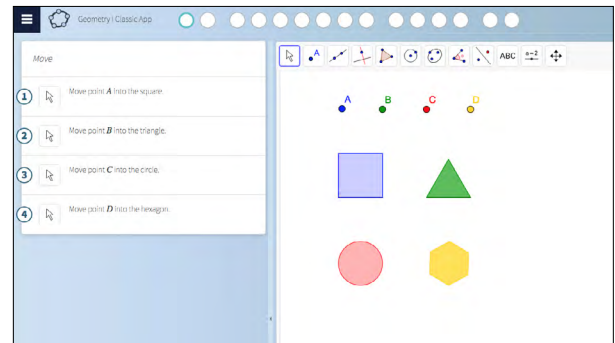 Geometry | Classic App
Move
1 Move point A into the square.
2 Move point B into the triangle.
3 Move point C into the circle.
4 Move point D into the hexagon.
A
ABC
a=2
A B C D